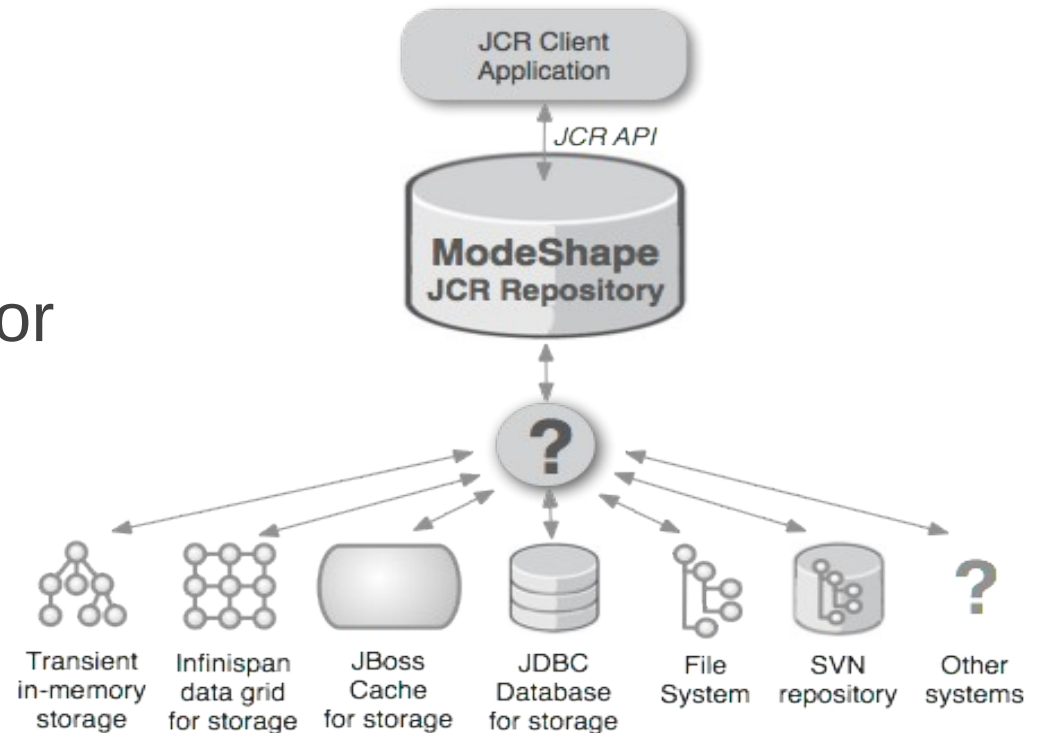 JCR Client
Application
JCR API
ModeShape
JCR Repository
or
?
Transient
in-memory
storage
Infinispan
data grid
for storage
JBoss
Cache
for storage
JDBC
Database
for storage
File
System
SVN
repository
?
Other
systems